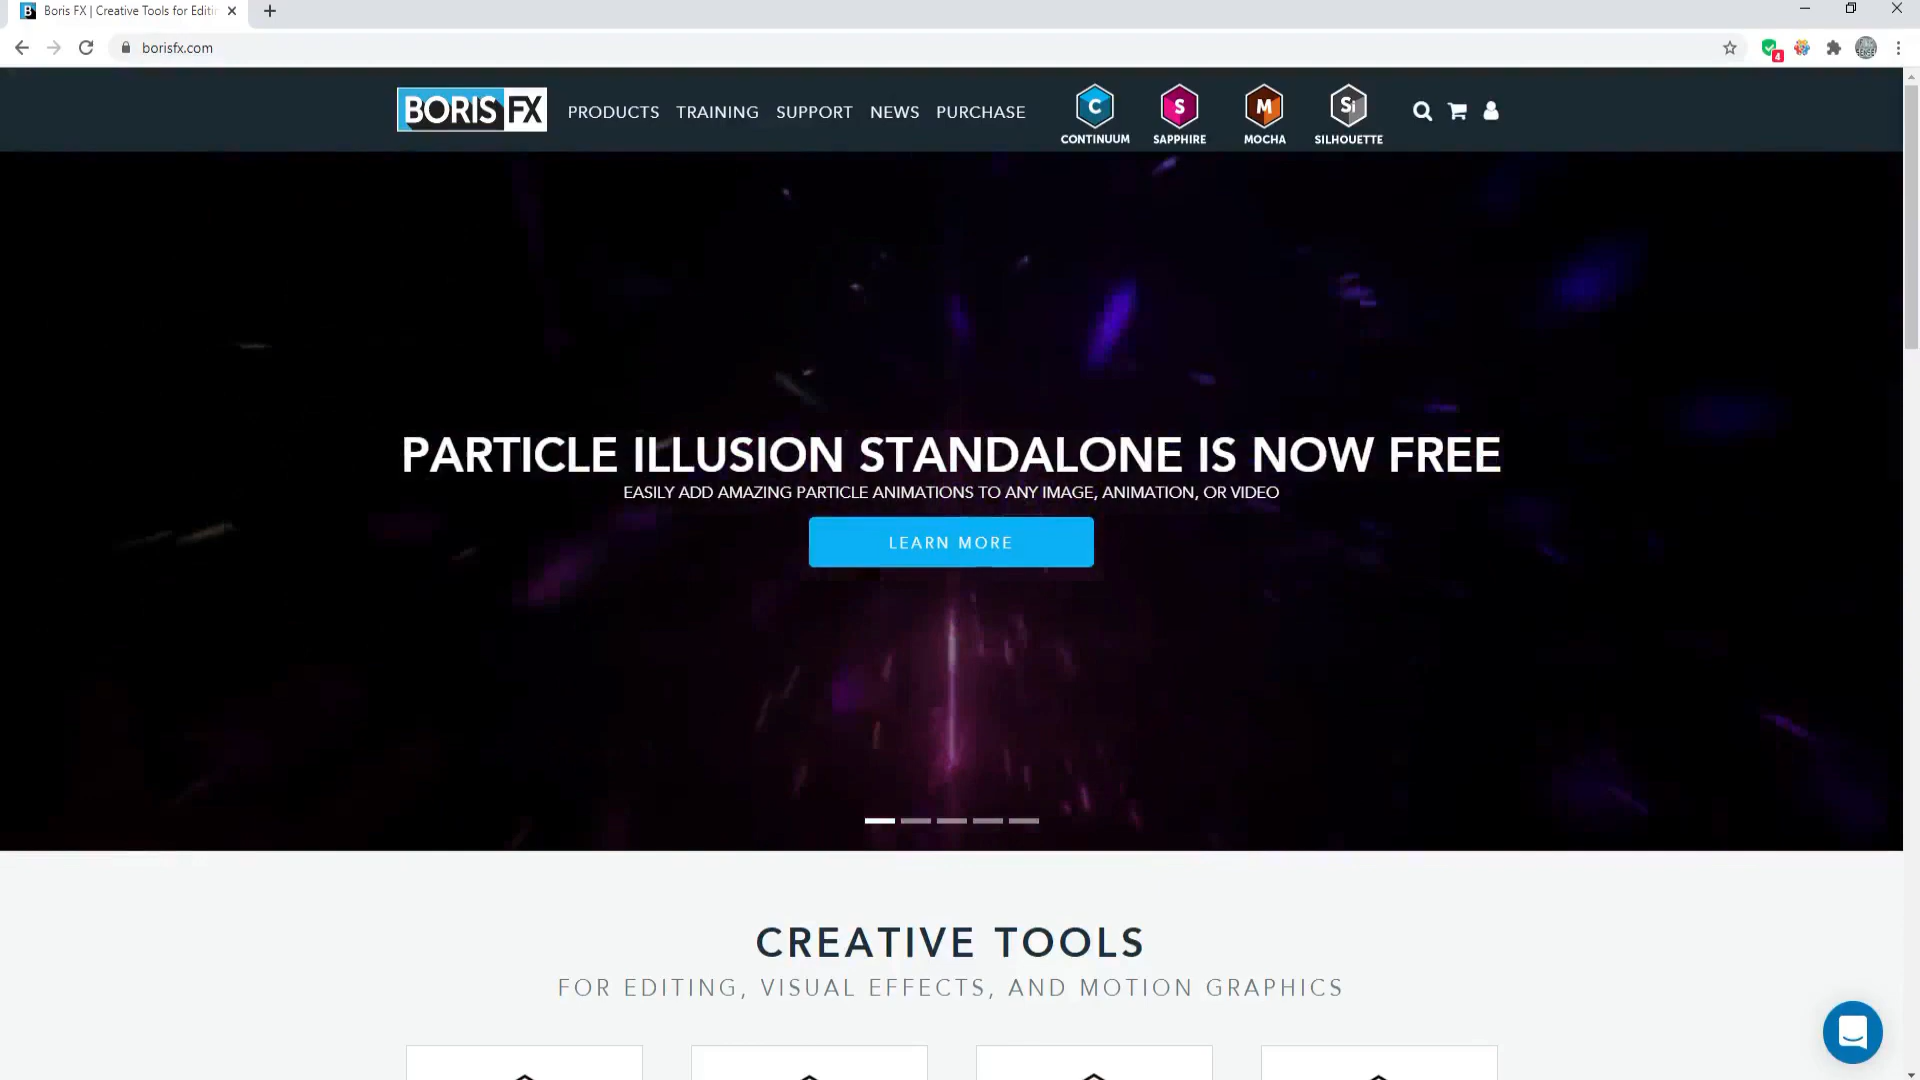 Boris FX | Creative Tools for Editi
borisfx.com
4
BORIS FX
PRODUCTS TRAINING SUPPORT NEWS PURCHASE
C S M Si
CONTINUUM SAPPHIRE MOCHA SILHOUETTE
PARTICLE ILLUSION STANDALONE IS NOW FREE
EASILY ADD AMAZING PARTICLE ANIMATIONS TO ANY IMAGE, ANIMATION, OR VIDEO
LEARN MORE
CREATIVE TOOLS
FOR EDITING, VISUAL EFFECTS, AND MOTION GRAPHICS